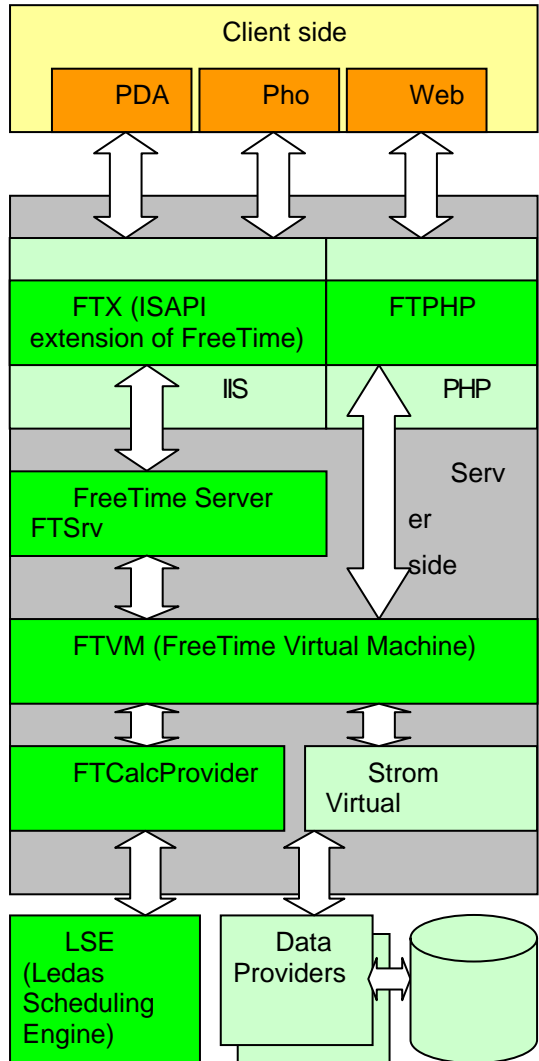 Client side
PDA
Pho
Web
FTX (ISAPI
extension of FreeTime)
FTPHP
IIS
PHP
FreeTime Server
FTSrv
Serv
er
side
FTVM (FreeTime Virtual Machine)
FTCalcProvider
Strom
Virtual
LSE
(Ledas
Scheduling
Engine)
Data
Providers